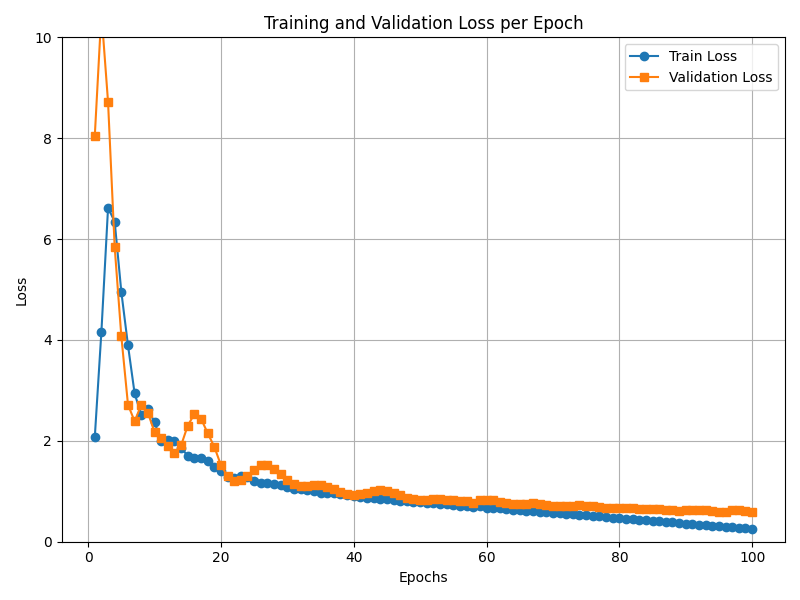 Training and Validation Loss per Epoch
Train Loss
Validation Loss
10
8
6
4
2
0
Loss
0 20 40 60 80 100
Epochs